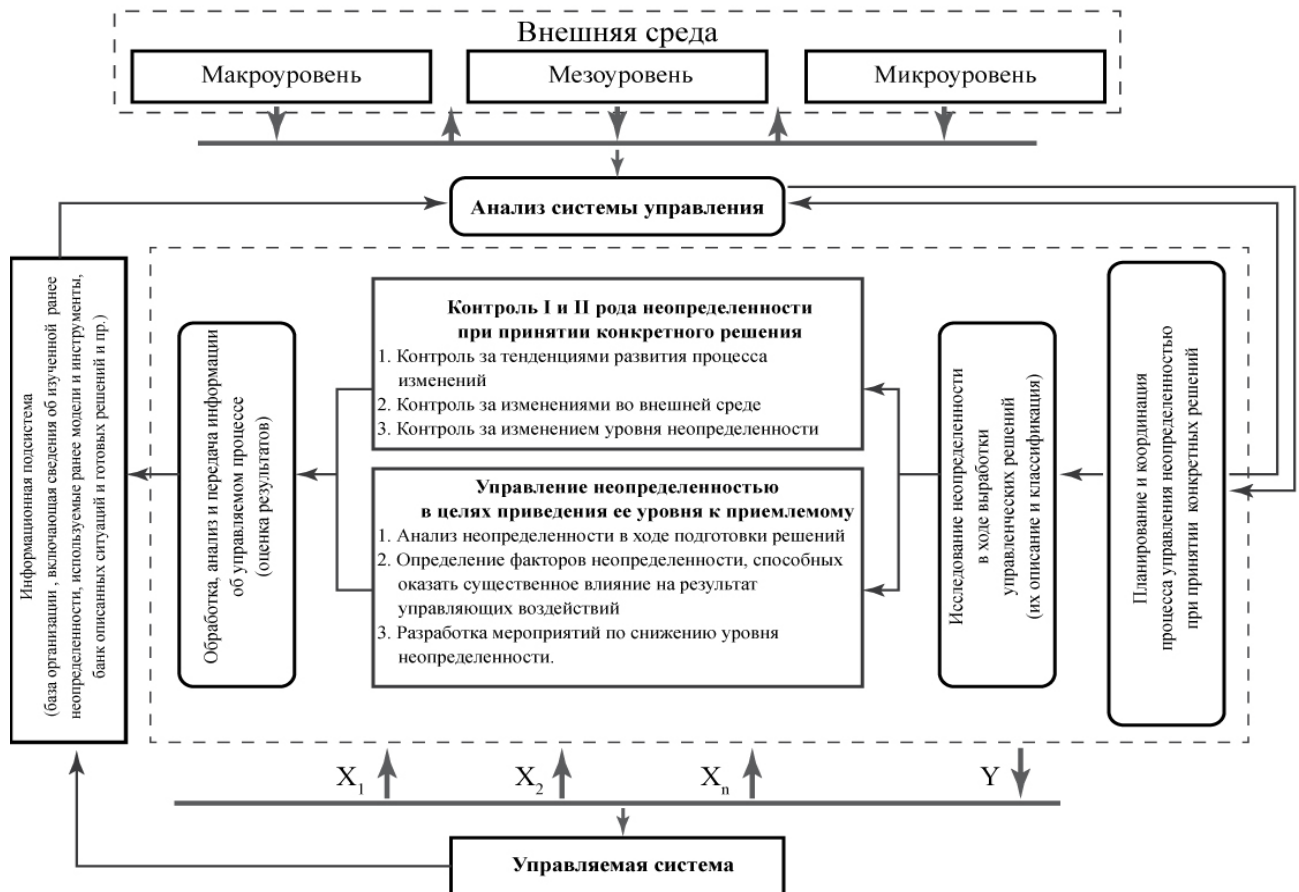 Внешняя среда
Макроуровень
Мезоуровень
Микроуровень
Анализ системы управления
Информационная подсистема
(база организации , включающая сведения об изученной ранее
неопределенности, используемые ранее модели и инструменты,
банк описанных ситуаций и готовых решений и пр.)
Обработка, анализ и передача информации
об управляемом процессе
(оценка результатов)
Контроль I и II рода неопределенности
при принятии конкретного решения
1. Контроль за тенденциями развития процесса
изменений
2. Контроль за изменениями во внешней среде
3. Контроль за изменением уровня неопределенности
Управление неопределенностью
в целях приведения ее уровня к приемлемому
1. Анализ неопределенности в ходе подготовки решений
2. Определение факторов неопределенности, способных
оказать существенное влияние на результат
управляющих воздействий
3. Разработка мероприятий по снижению уровня
неопределенности.
Исследование неопределенности
в ходе выработки
управленческих решений
(их описание и классификация)
Планирование и координация
процесса управления неопределенностью
при принятии конкретных решений
X₁
X₂
Xₙ
Y
Управляемая система